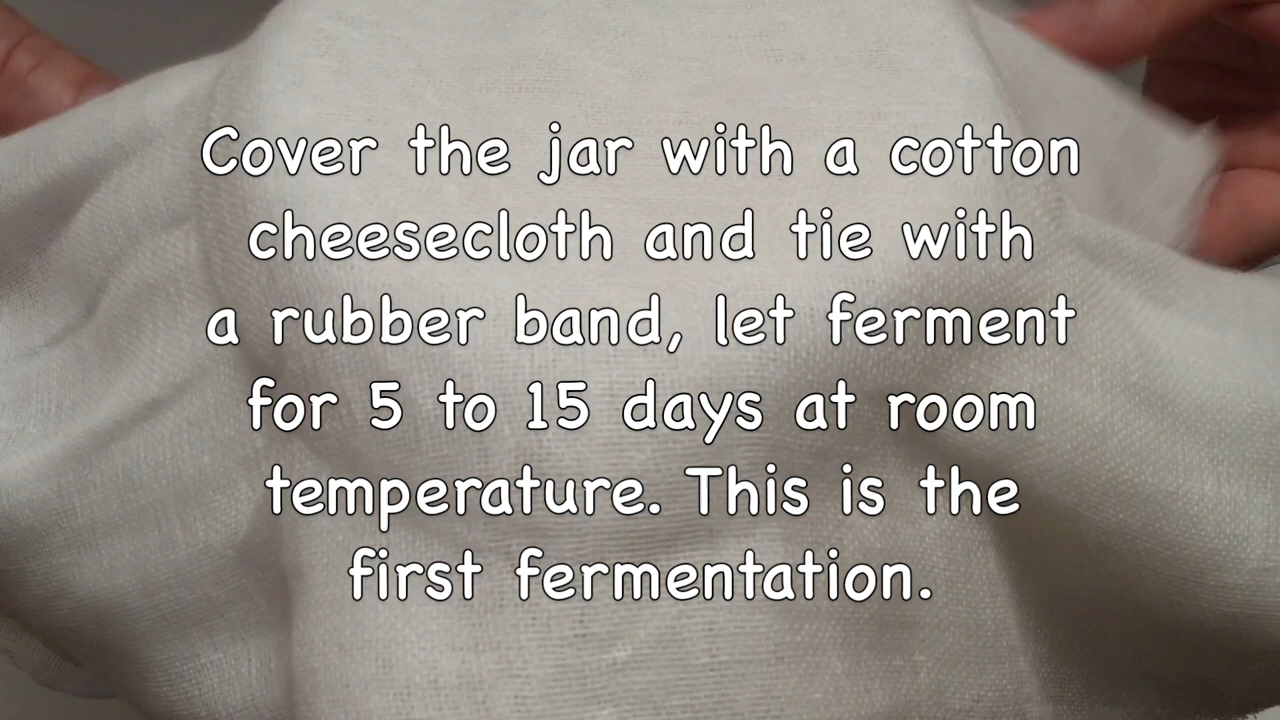 Cover the jar with a cotton
cheesecloth and tie with
a rubber band, let ferment
for 5 to 15 days at room
temperature. This is the
first fermentation.